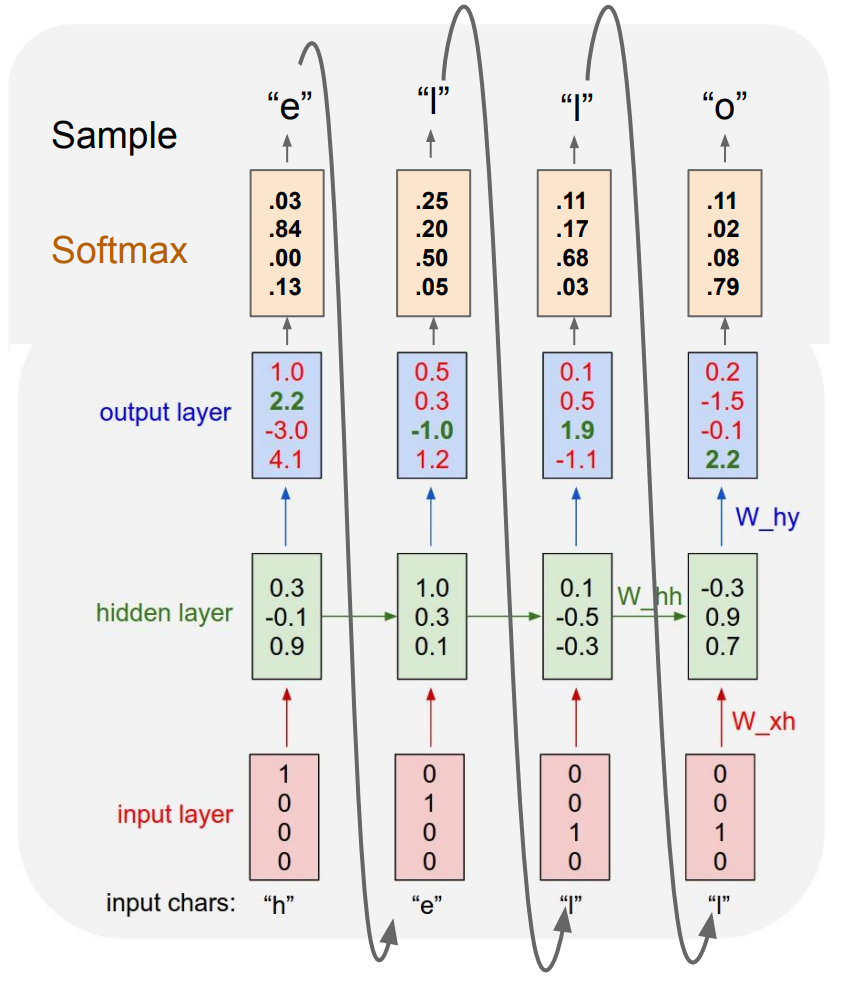 “e” “l” “l” “o”
Sample
Softmax
.03 .25 .11 .11
.84 .20 .17 .02
.00 .50 .68 .08
.13 .05 .03 .79
output layer
1.0 0.5 0.1 0.2
2.2 0.3 0.5 -1.5
-3.0 -1.0 1.9 -0.1
4.1 1.2 -1.1 2.2
W_hy
hidden layer
0.3 1.0 0.1 -0.3
-0.1 0.3 -0.5 0.9
0.9 0.1 -0.3 0.7
W_hh
W_xh
input layer
1 0 0 0
0 1 0 0
0 0 1 1
0 0 0 0
input chars: “h” “e” “l” “l”